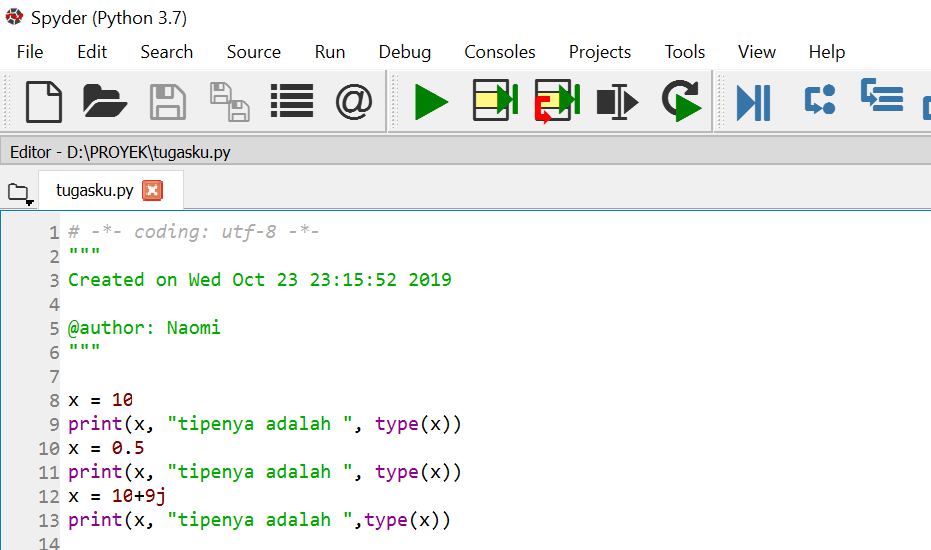 Spyder (Python 3.7)
File Edit Search Source Run Debug Consoles Projects Tools View Help
@
Editor - D:\PROYEK\tugasku.py
tugasku.py
1 # -*- coding: utf-8 -*-
2 """
3 Created on Wed Oct 23 23:15:52 2019
4
5 @author: Naomi
6 """
7
8 x = 10
9 print(x, "tipenya adalah ", type(x))
10 x = 0.5
11 print(x, "tipenya adalah ", type(x))
12 x = 10+9j
13 print(x, "tipenya adalah ",type(x))
14